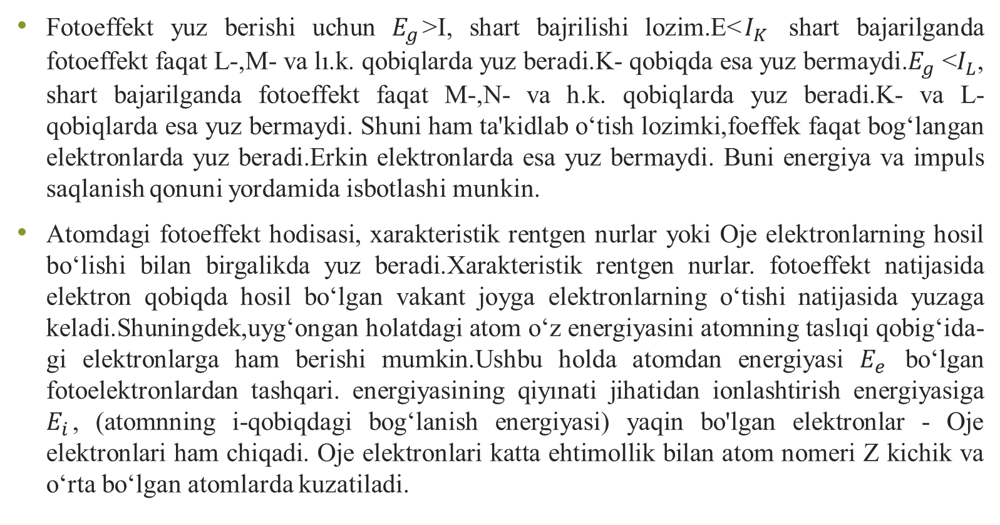 • Fotoeffekt yuz berishi uchun E_g >I, shart bajrilishi lozim.E<I_K shart bajarilganda
fotoeffekt faqat L-,M- va lı.k. qobiqlarda yuz beradi.K- qobiqda esa yuz bermaydi.E_g <I_L,
shart bajarilganda fotoeffekt faqat M-,N- va h.k. qobiqlarda yuz beradi.K- va L-
qobiqlarda esa yuz bermaydi. Shuni ham ta'kidlab o‘tish lozimki,foeffek faqat bog‘langan
elektronlarda yuz beradi.Erkin elektronlarda esa yuz bermaydi. Buni energiya va impuls
saqlanish qonuni yordamida isbotlashi munkin.
• Atomdagi fotoeffekt hodisasi, xarakteristik rentgen nurlar yoki Oje elektronlarning hosil
bo‘lishi bilan birgalikda yuz beradi.Xarakteristik rentgen nurlar. fotoeffekt natijasida
elektron qobiqda hosil bo‘lgan vakant joyga elektronlarning o‘tishi natijasida yuzaga
keladi.Shuningdek,uyg‘ongan holatdagi atom o‘z energiyasini atomning taslıqi qobig‘ida-
gi elektronlarga ham berishi mumkin.Ushbu holda atomdan energiyasi E_e bo‘lgan
fotoelektronlardan tashqari. energiyasining qiyınati jihatidan ionlashtirish energiyasiga
E_i, (atomnning i-qobiqdagi bog‘lanish energiyasi) yaqin bo'lgan elektronlar - Oje
elektronlari ham chiqadi. Oje elektronlari katta ehtimollik bilan atom nomeri Z kichik va
o‘rta bo‘lgan atomlarda kuzatiladi.